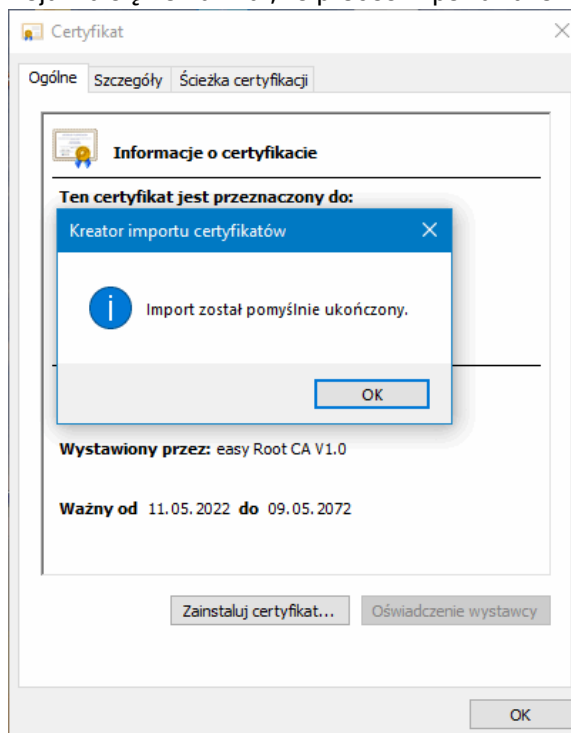 Certyfikat
Ogólne Szczegóły Ścieżka certyfikacji
Informacje o certyfikacie
Ten certyfikat jest przeznaczony do:
Kreator importu certyfikatów
Import został pomyślnie ukończony.
OK
Wystawiony przez: easy Root CA V1.0
Ważny od 11.05.2022 do 09.05.2072
Zainstaluj certyfikat... Oświadczenie wystawcy
OK